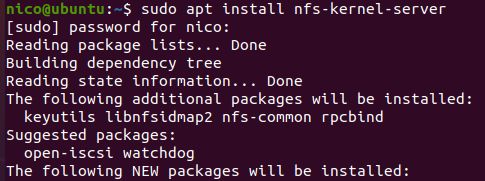 nico@ubuntu:~$ sudo apt install nfs-kernel-server
[sudo] password for nico:
Reading package lists... Done
Building dependency tree
Reading state information... Done
The following additional packages will be installed:
  keyutils libnfsidmap2 nfs-common rpcbind
Suggested packages:
  open-iscsi watchdog
The following NEW packages will be installed: